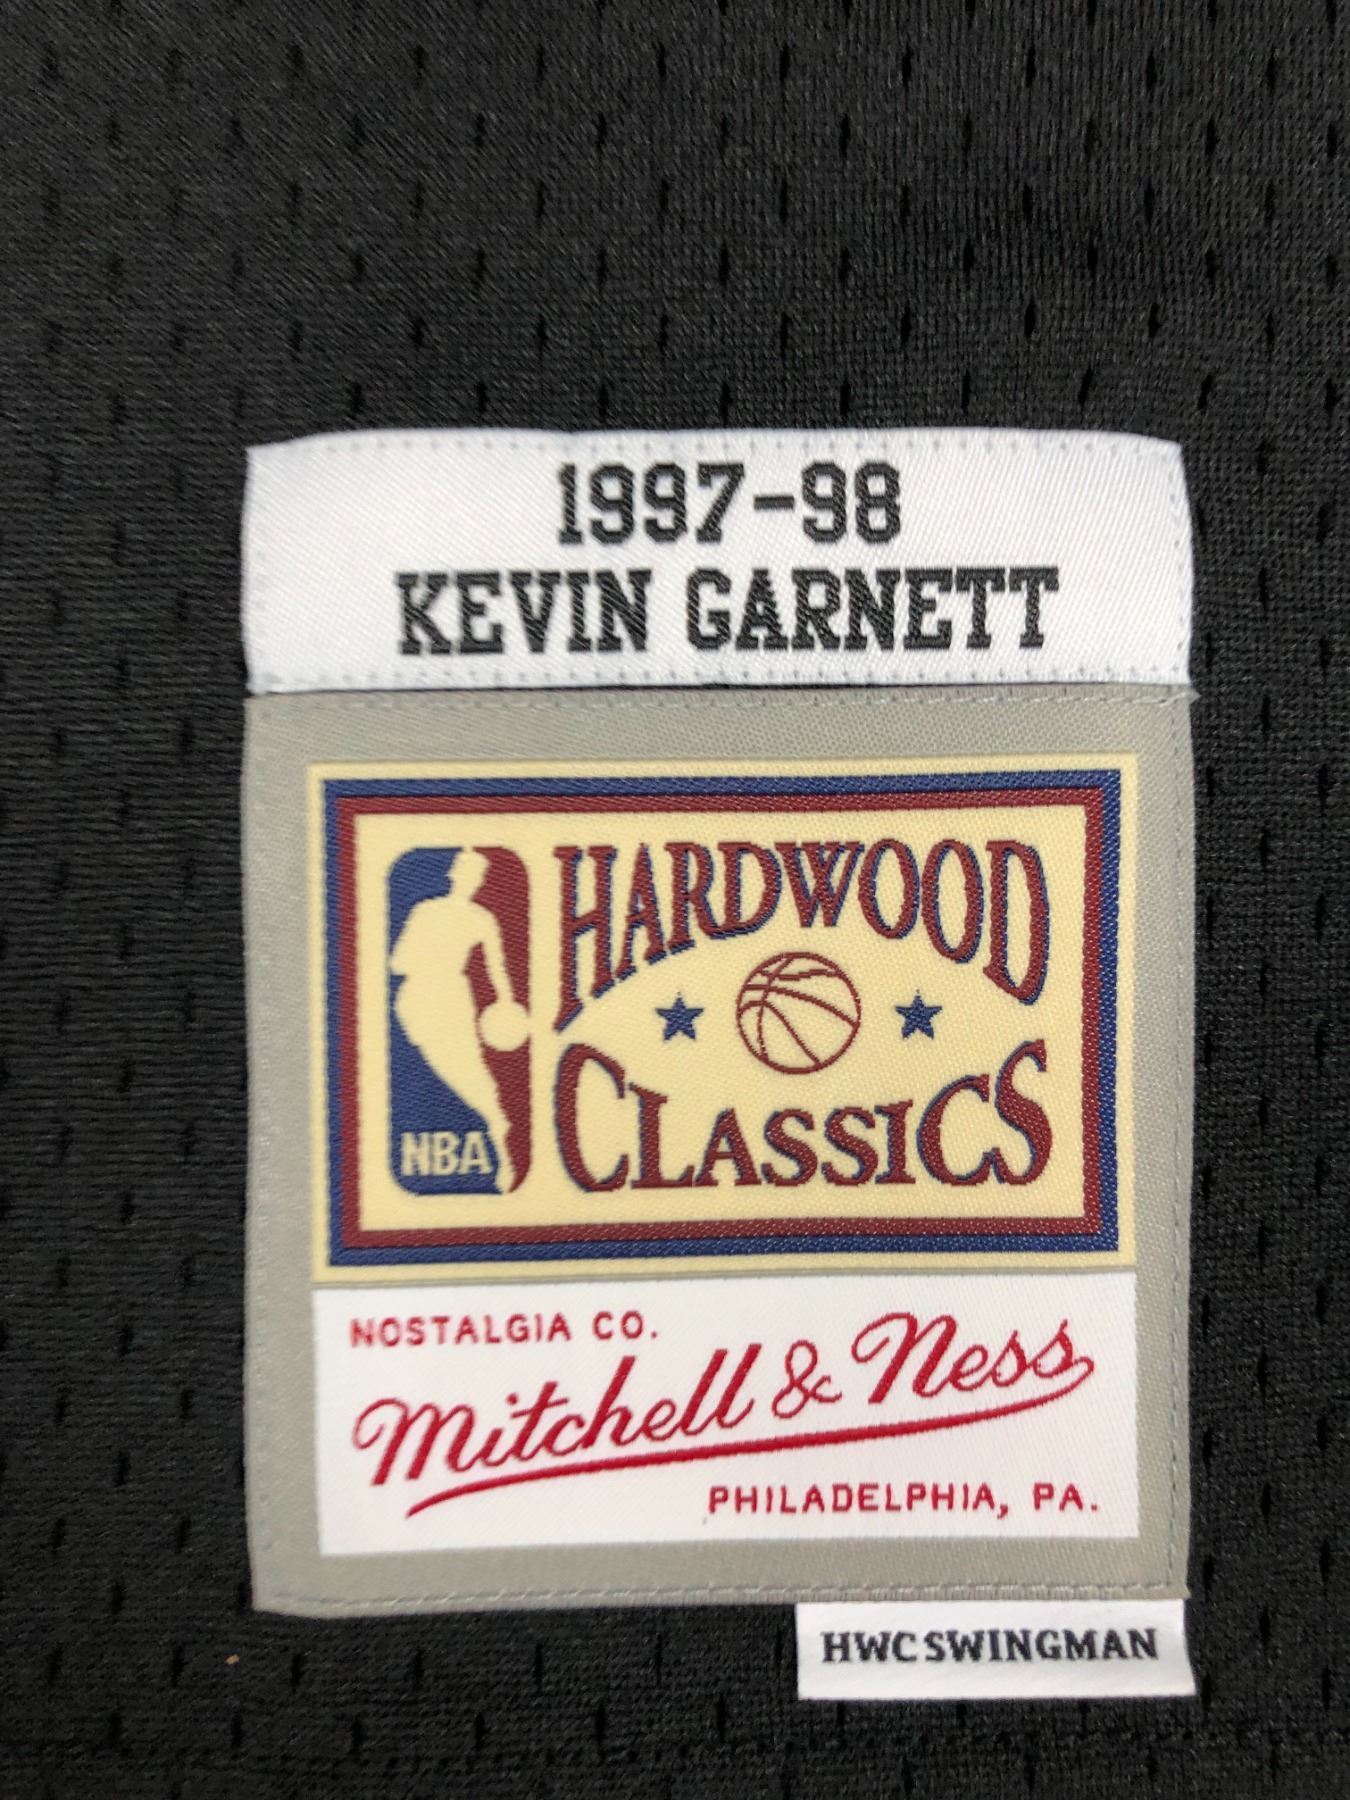 1997-98
KEVIN GARNETT
HARDWOOD
CLASSICS
NBA
NOSTALGIA CO.
Mitchell & Ness
PHILADELPHIA, PA.
HWC SWINGMAN